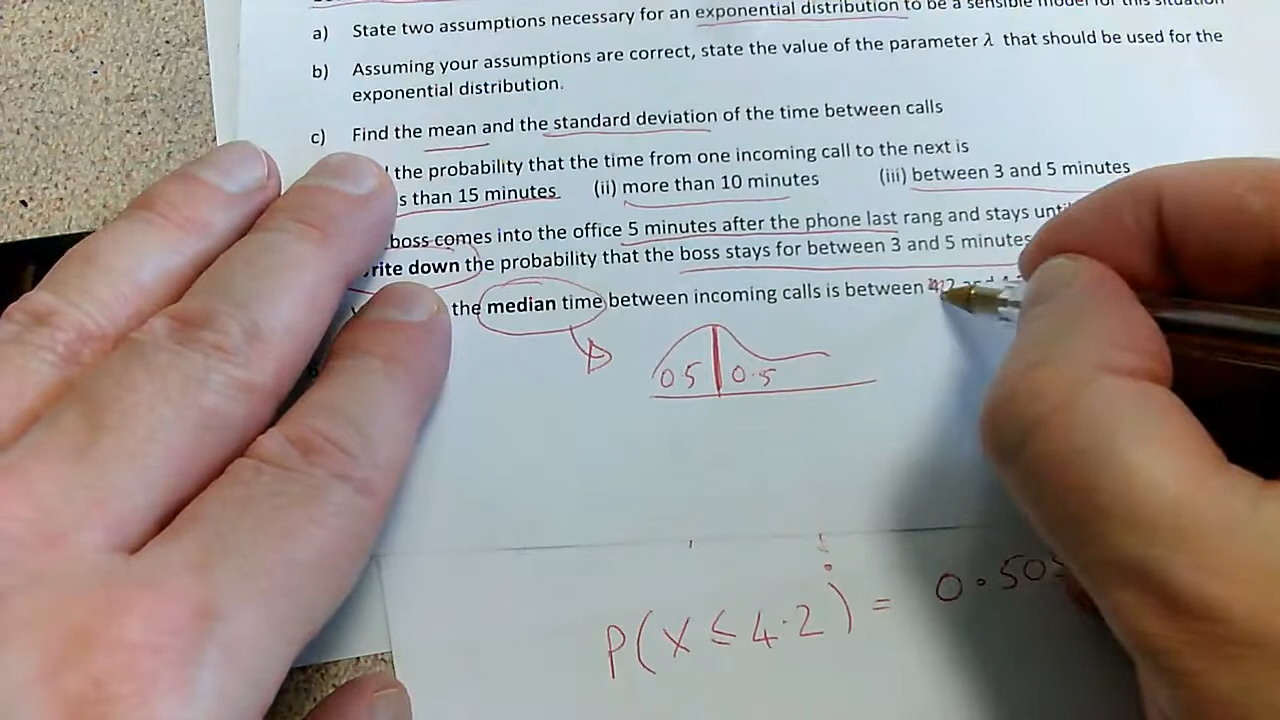 a) State two assumptions necessary for an exponential distribution to be a sensible model for this situation
b) Assuming your assumptions are correct, state the value of the parameter λ that should be used for the
exponential distribution.
c) Find the mean and the standard deviation of the time between calls
the probability that the time from one incoming call to the next is
s than 15 minutes (ii) more than 10 minutes (iii) between 3 and 5 minutes
boss comes into the office 5 minutes after the phone last rang and stays until
rite down the probability that the boss stays for between 3 and 5 minutes
the median time between incoming calls is between
0.5 0.5
P(X ≤ 4.2) = 0.505